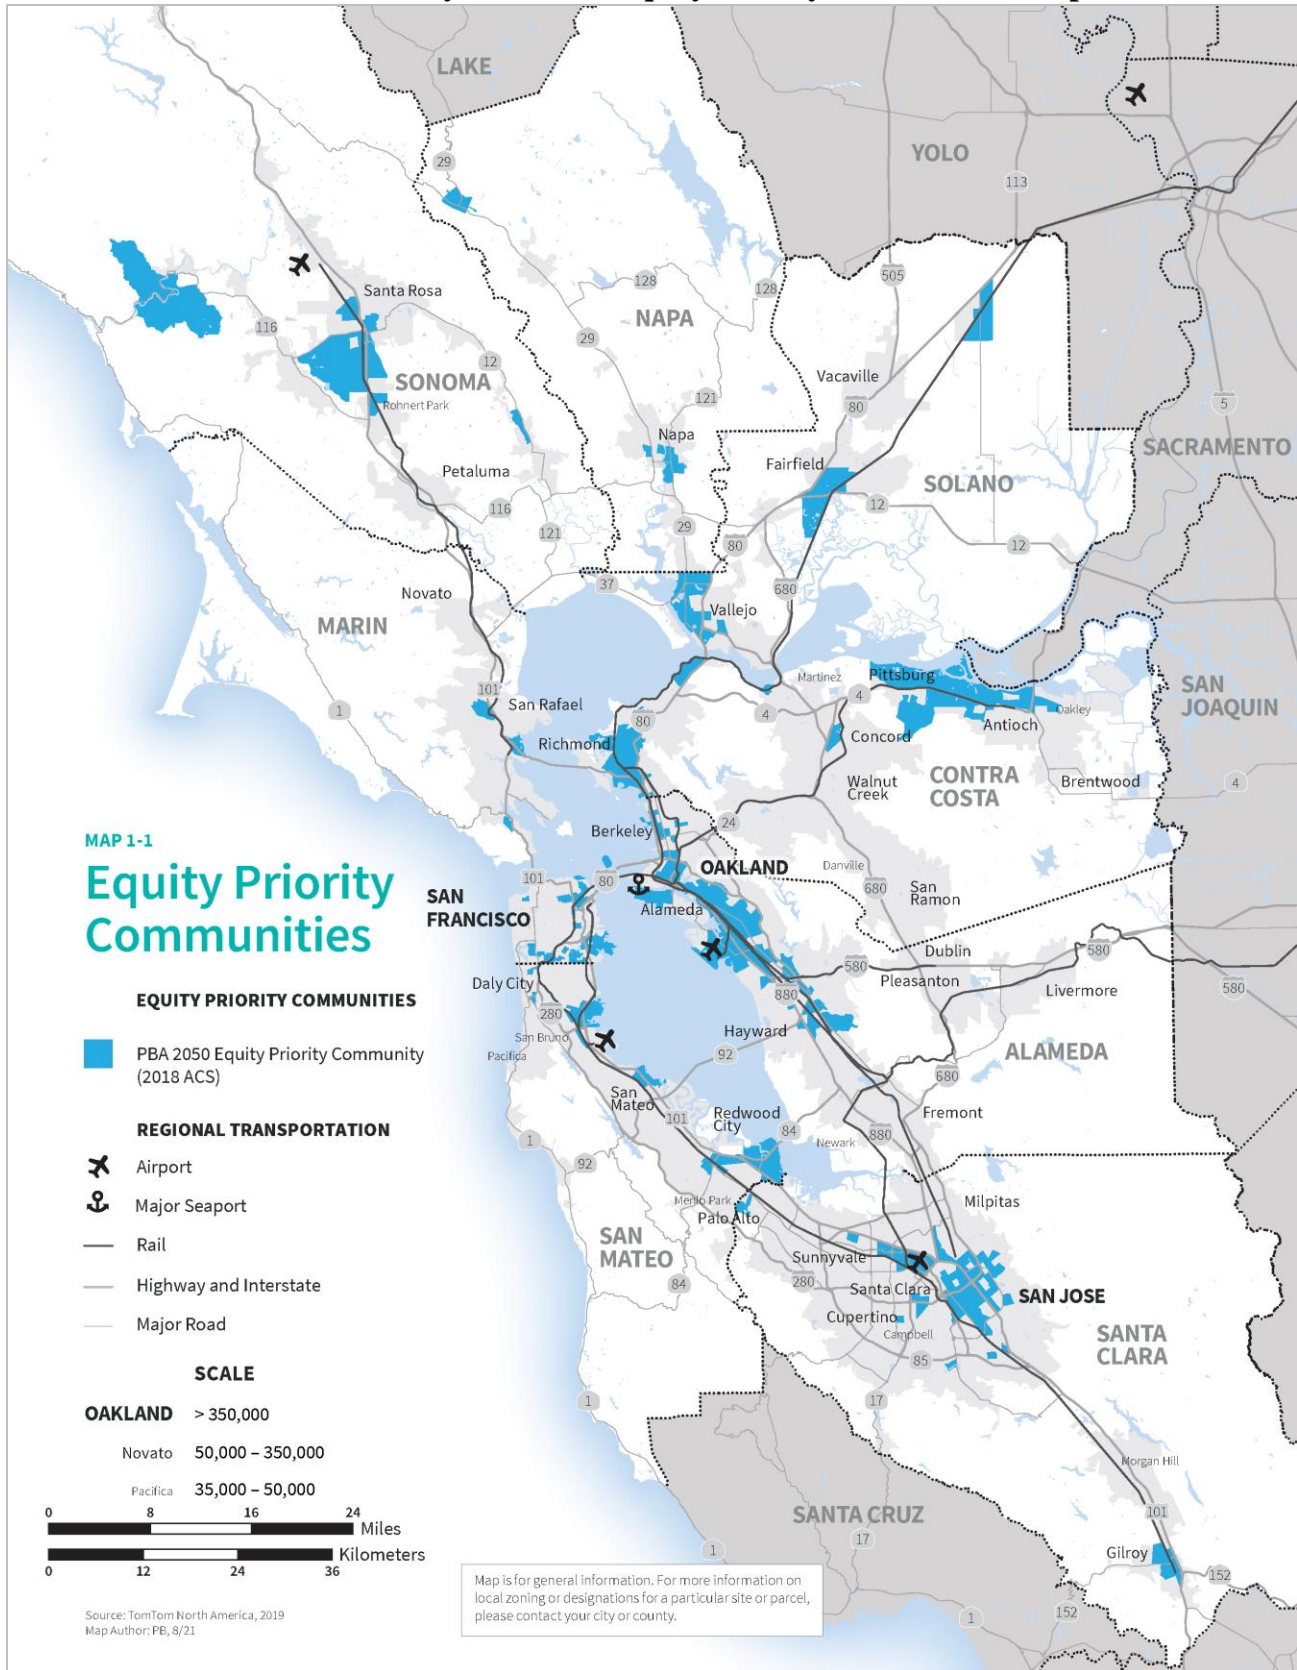 LAKE
YOLO
113
29
505
128
128
Santa Rosa
NAPA
116
29
12
SONOMA
Vacaville
121
80
5
Rohnert Park
Napa
SACRAMENTO
Petaluma
Fairfield
SOLANO
116
12
121
29
80
12
37
680
Novato
Vallejo
MARIN
101
San Rafael
Martinez
Pittsburg
4
SAN
JOAQUIN
1
80
4
Oakley
Richmond
Concord
Antioch
Walnut
Creek
CONTRA
COSTA
Brentwood
4
Berkeley
24
MAP 1-1
Equity Priority
Communities
OAKLAND
Danville
101
80
680
San
Ramon
SAN
FRANCISCO
Alameda
Dublin
580
580
Daly City
Pleasanton
Livermore
580
880
280
San Bruno
Hayward
Pacifica
92
ALAMEDA
680
San
Mateo
101
Redwood
City
Fremont
84
Newark
880
1
92
Menlo Park
Palo Alto
Milpitas
SAN
MATEO
Sunnyvale
280
84
Santa Clara
SAN JOSE
Cupertino
Campbell
SANTA
CLARA
85
1
17
Morgan Hill
SANTA CRUZ
17
101
1
Gilroy
152
152
1
EQUITY PRIORITY COMMUNITIES
PBA 2050 Equity Priority Community
(2018 ACS)
REGIONAL TRANSPORTATION
Airport
Major Seaport
Rail
Highway and Interstate
Major Road
SCALE
OAKLAND > 350,000
Novato 50,000 – 350,000
Pacifica 35,000 – 50,000
0 8 16 24
Miles
Kilometers
0 12 24 36
Source: TomTom North America, 2019
Map Author: PB, 8/21
Map is for general information. For more information on
local zoning or designations for a particular site or parcel,
please contact your city or county.